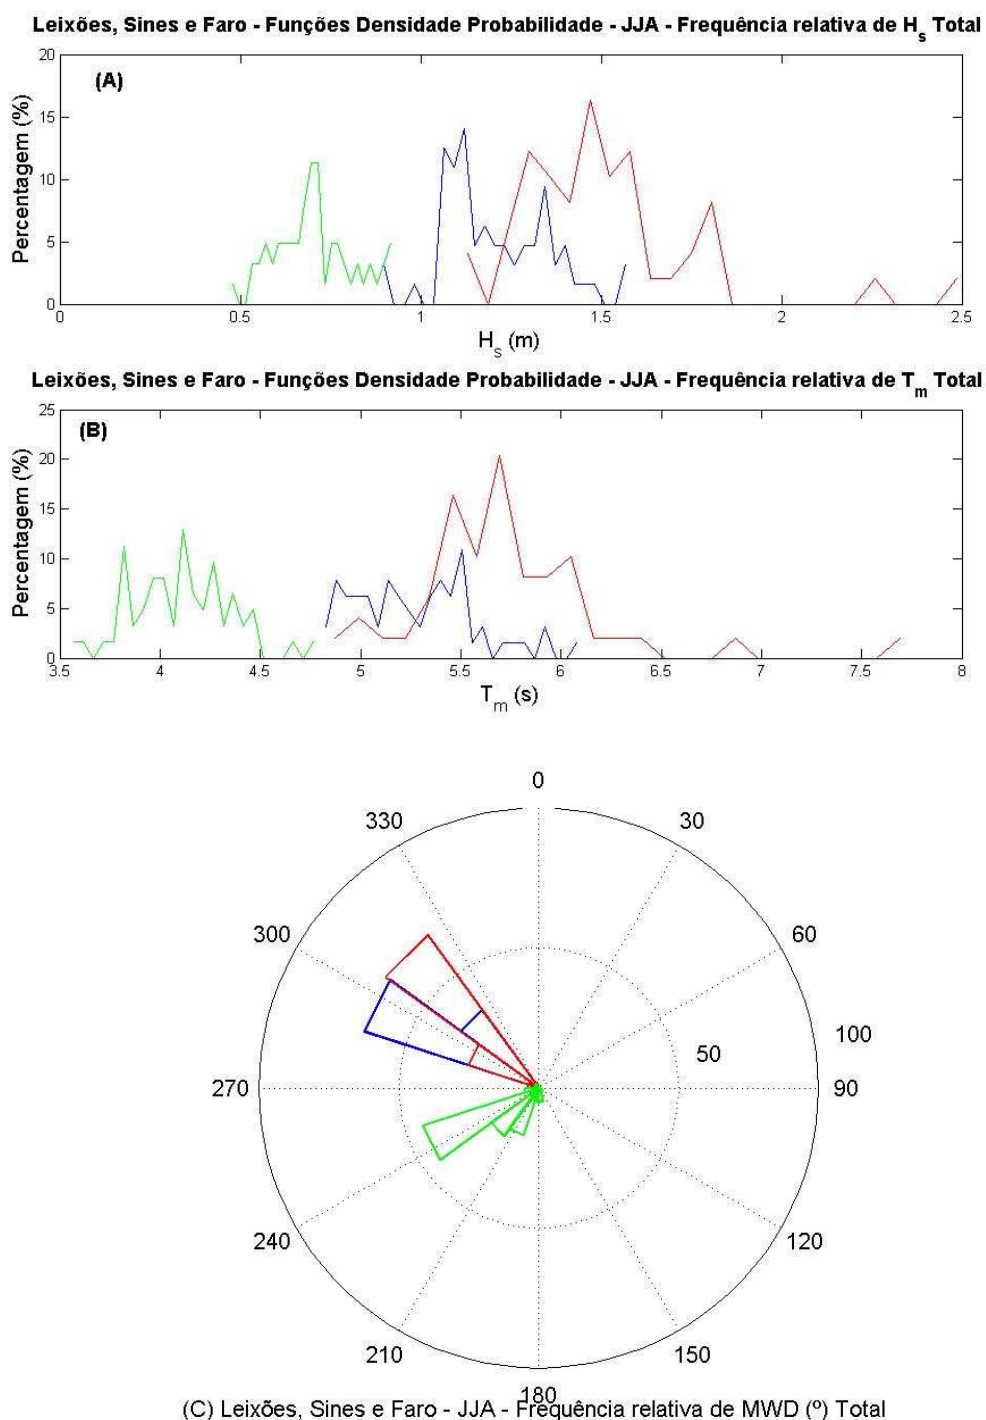 Leixões, Sines e Faro - Funções Densidade Probabilidade - JJA - Frequência relativa de Hs Total
20
(A)
15
10
5
0
Percentagem (%)
0 0.5 1 1.5 2 2.5
Hs (m)
Leixões, Sines e Faro - Funções Densidade Probabilidade - JJA - Frequência relativa de Tm Total
25
(B)
20
15
10
5
0
Percentagem (%)
3.5 4 4.5 5 5.5 6 6.5 7 7.5 8
Tm (s)
0
330 30
300 60
100
50
270 90
240 120
210 150
180
(C) Leixões, Sines e Faro - JJA - Frequência relativa de MWD (º) Total